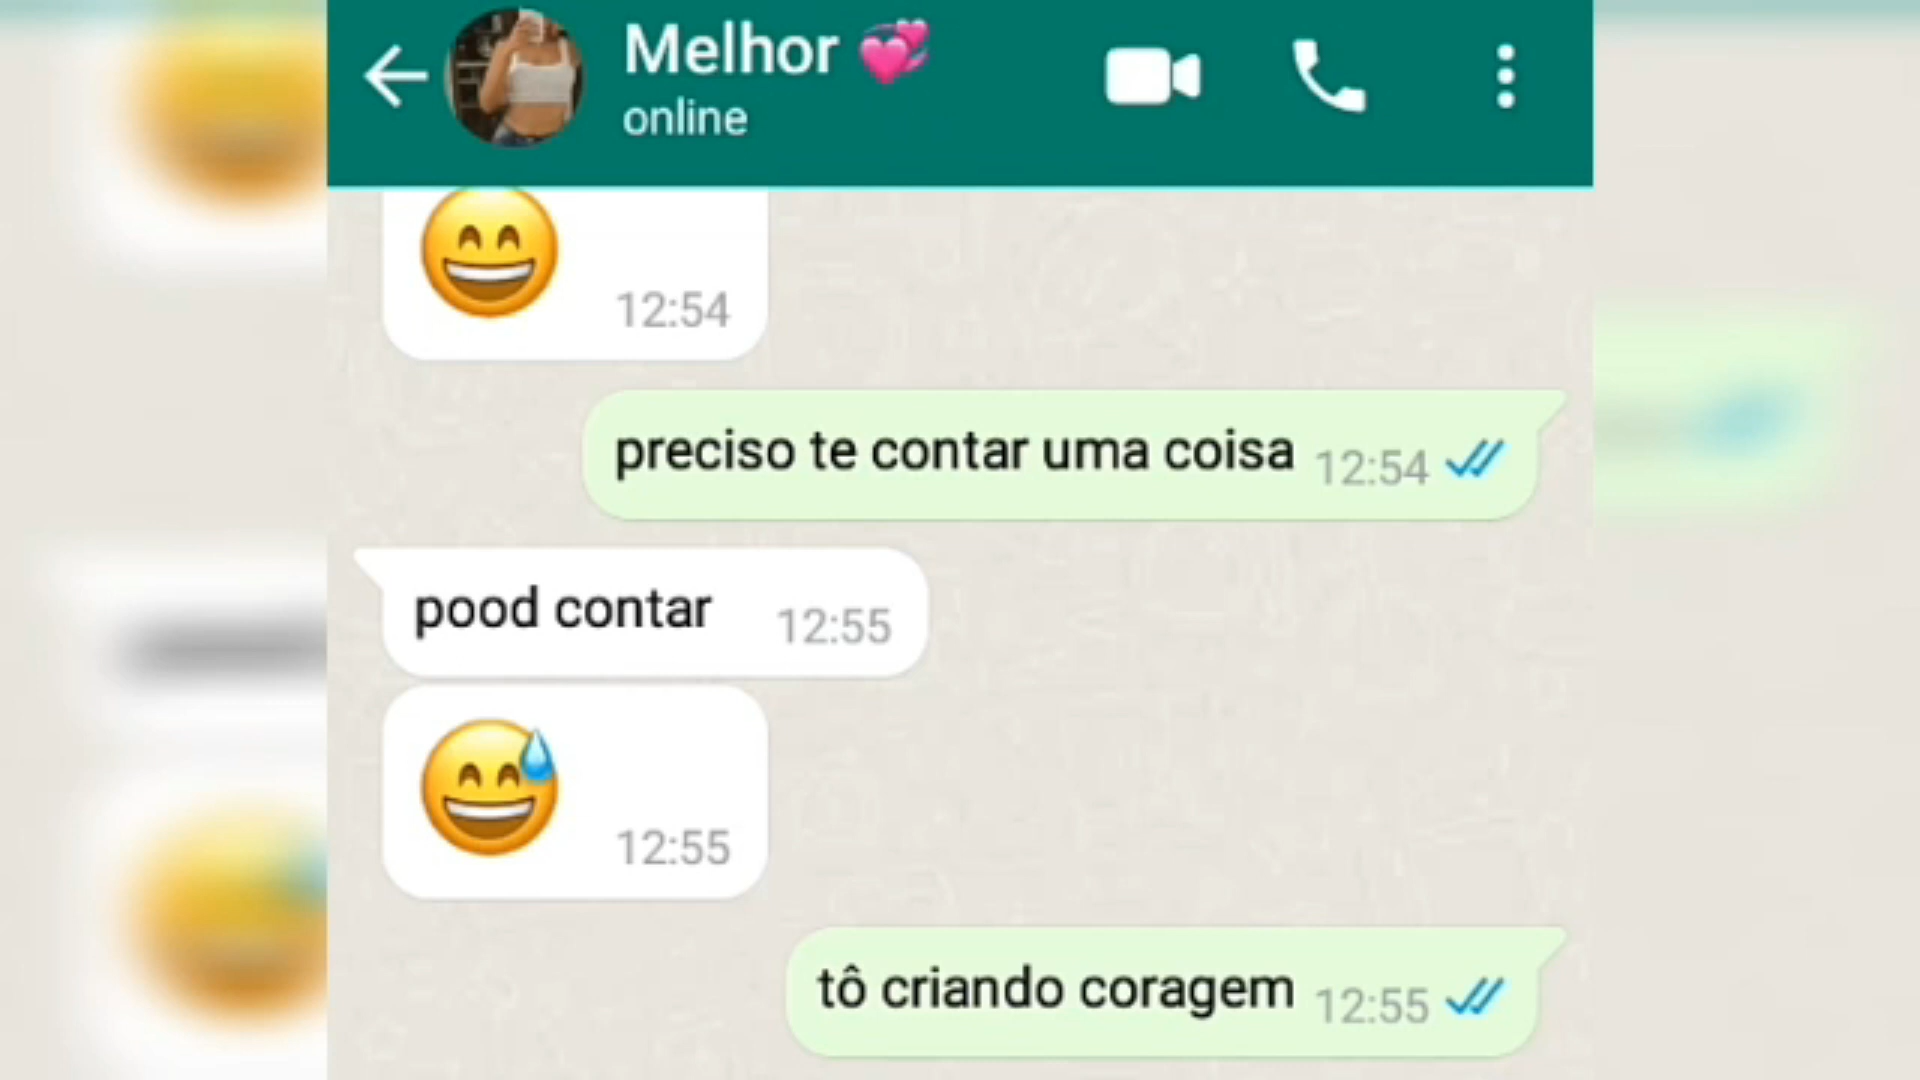 Melhor 💞
online
😄
12:54
preciso te contar uma coisa 12:54
pood contar 12:55
😅
12:55
tô criando coragem 12:55